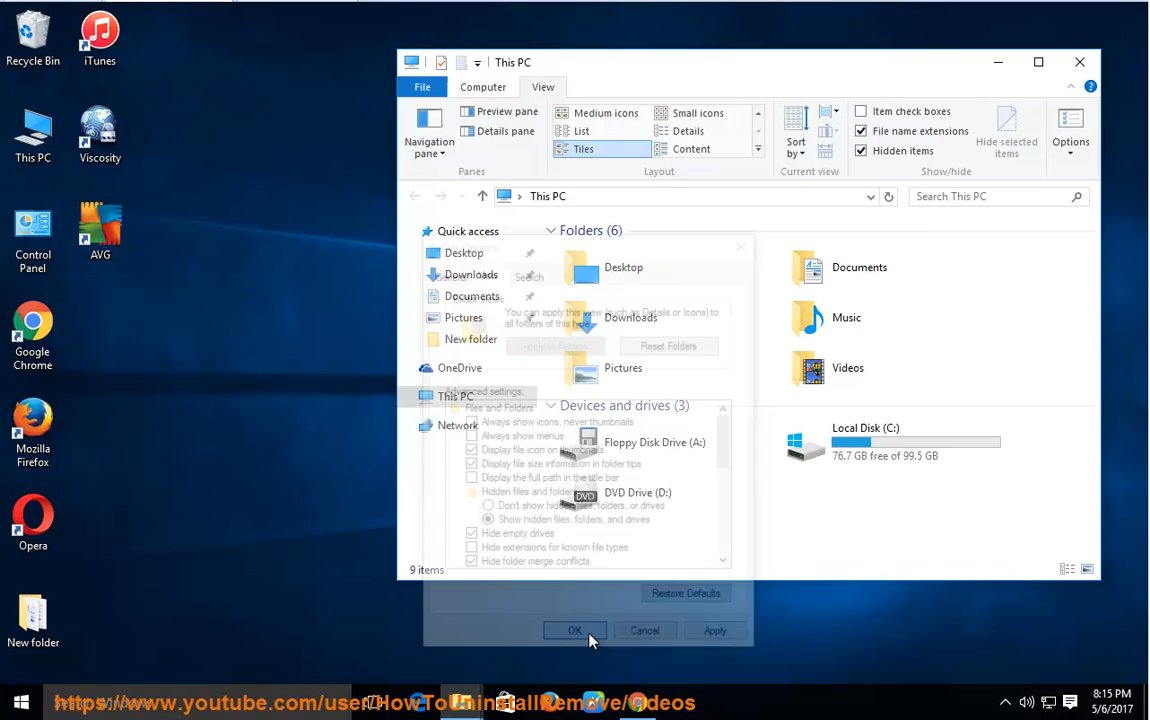 Recycle Bin
iTunes
This PC
Viscosity
Control Panel
AVG
Google Chrome
Mozilla Firefox
Opera
New folder
This PC
File Computer View
Navigation pane
Preview pane
Details pane
Panes
Medium icons Small icons
List Details
Tiles Content
Layout
Sort by
Current view
Item check boxes
File name extensions
Hidden items
Hide selected items
Show/hide
Options
This PC
Search This PC
Quick access
Desktop
Downloads
Documents
Pictures
New folder
OneDrive
This PC
Network
Folders (6)
Desktop
Documents
Downloads
Music
Pictures
Videos
Devices and drives (3)
Floppy Disk Drive (A:)
Local Disk (C:)
76.7 GB free of 99.5 GB
DVD Drive (D:)
DVD
9 items
Search
You can apply this view (such as Details or Icons) to
all folders of this type.
Apply to Folders Reset Folders
Advanced settings:
Files and Folders
Always show icons, never thumbnails
Always show menus
Display file icon on thumbnails
Display file size information in folder tips
Display the full path in the title bar
Hidden files and folders
Don't show hidden files, folders, or drives
Show hidden files, folders, and drives
Hide empty drives
Hide extensions for known file types
Hide folder merge conflicts
Restore Defaults
OK Cancel Apply
https://www.youtube.com/user/HowToUninstallRemove/videos
8:15 PM
5/6/2017